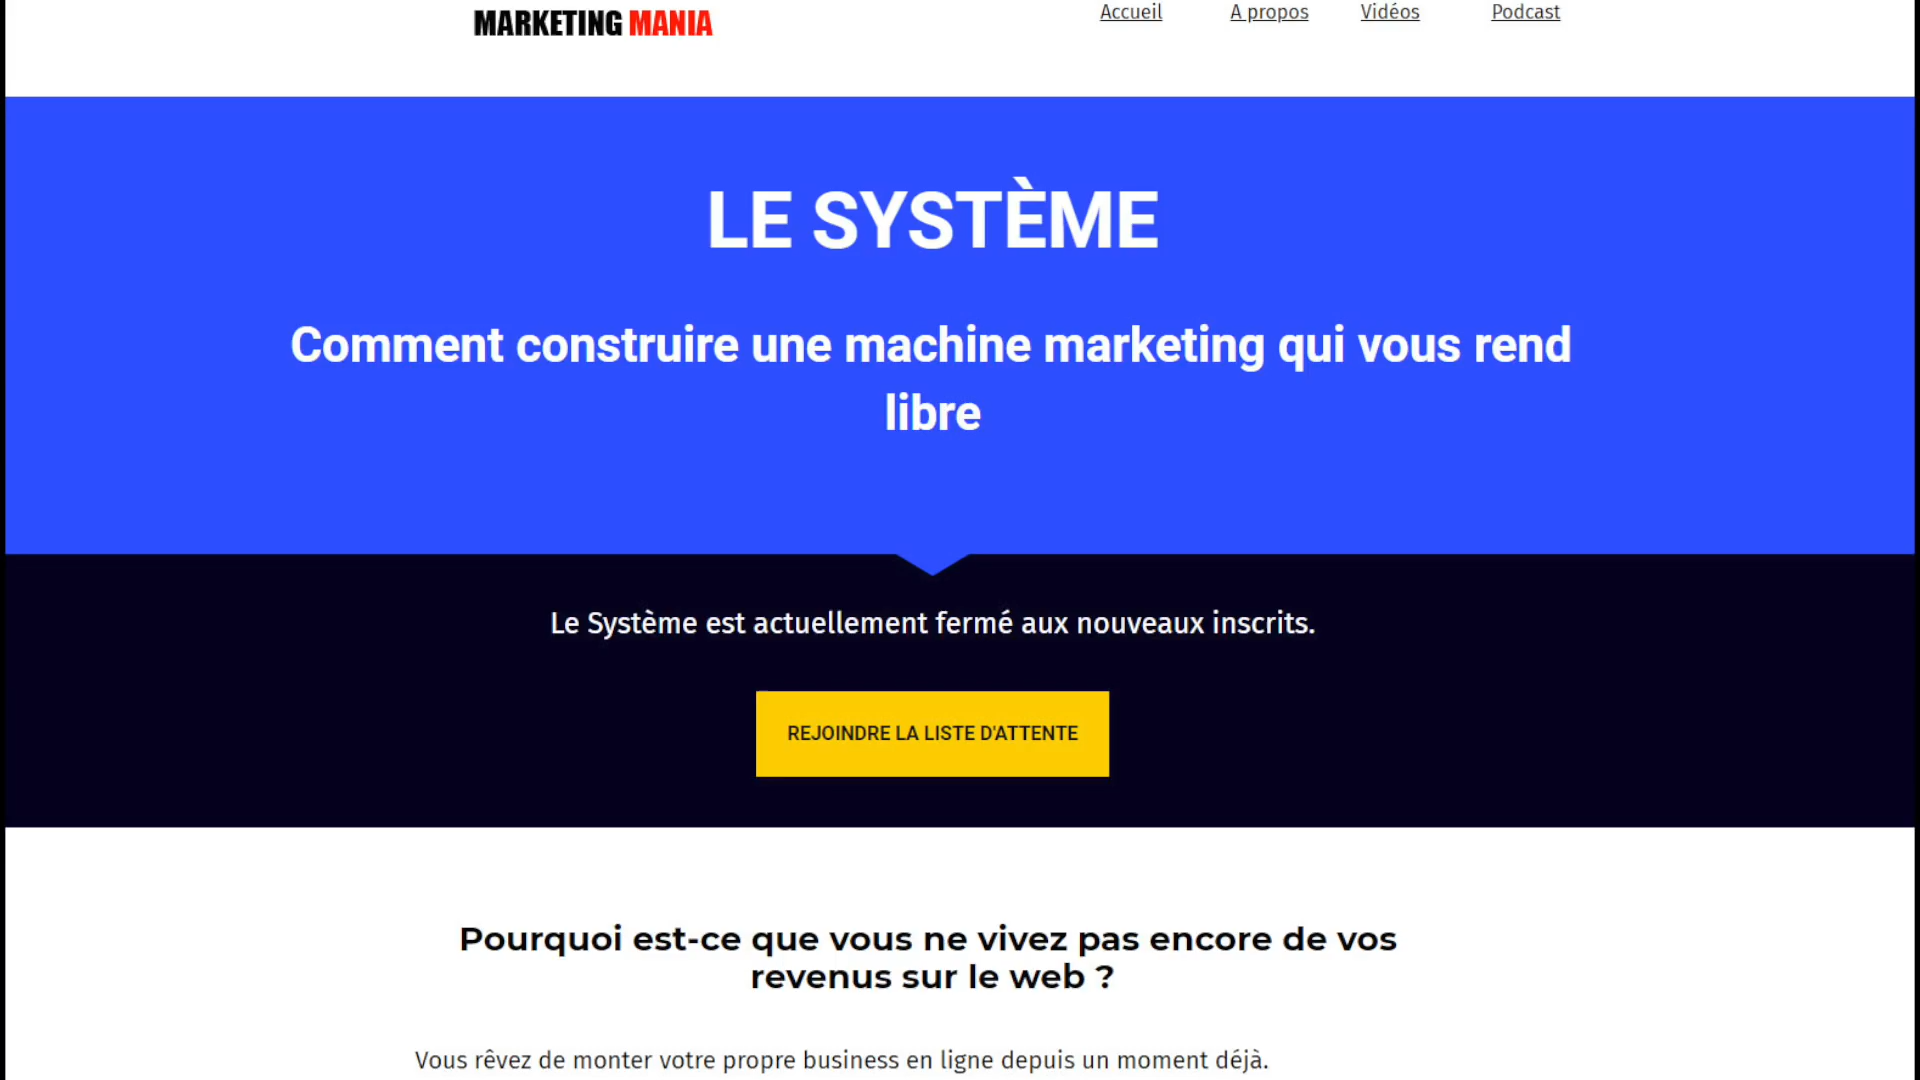 MARKETING MANIA
Accueil A propos Vidéos Podcast
LE SYSTÈME
Comment construire une machine marketing qui vous rend
libre
Le Système est actuellement fermé aux nouveaux inscrits.
REJOINDRE LA LISTE D'ATTENTE
Pourquoi est-ce que vous ne vivez pas encore de vos
revenus sur le web ?
Vous rêvez de monter votre propre business en ligne depuis un moment déjà.